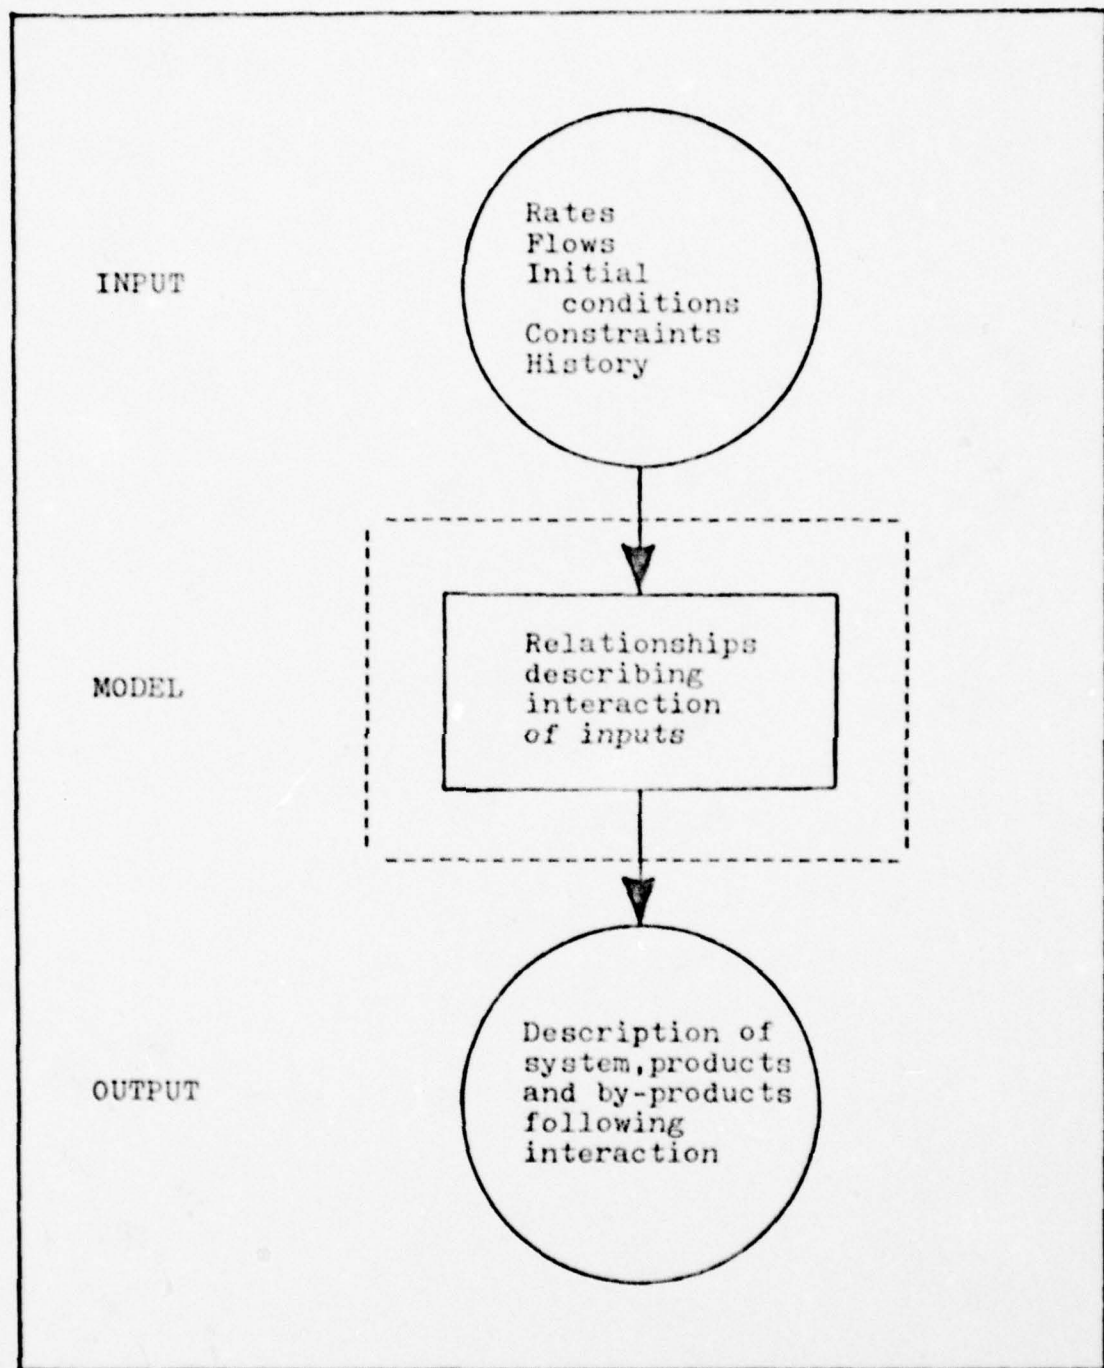 INPUT
Rates
Flows
Initial
conditions
Constraints
History
MODEL
Relationships
describing
interaction
of inputs
OUTPUT
Description of
system,products
and by-products
following
interaction